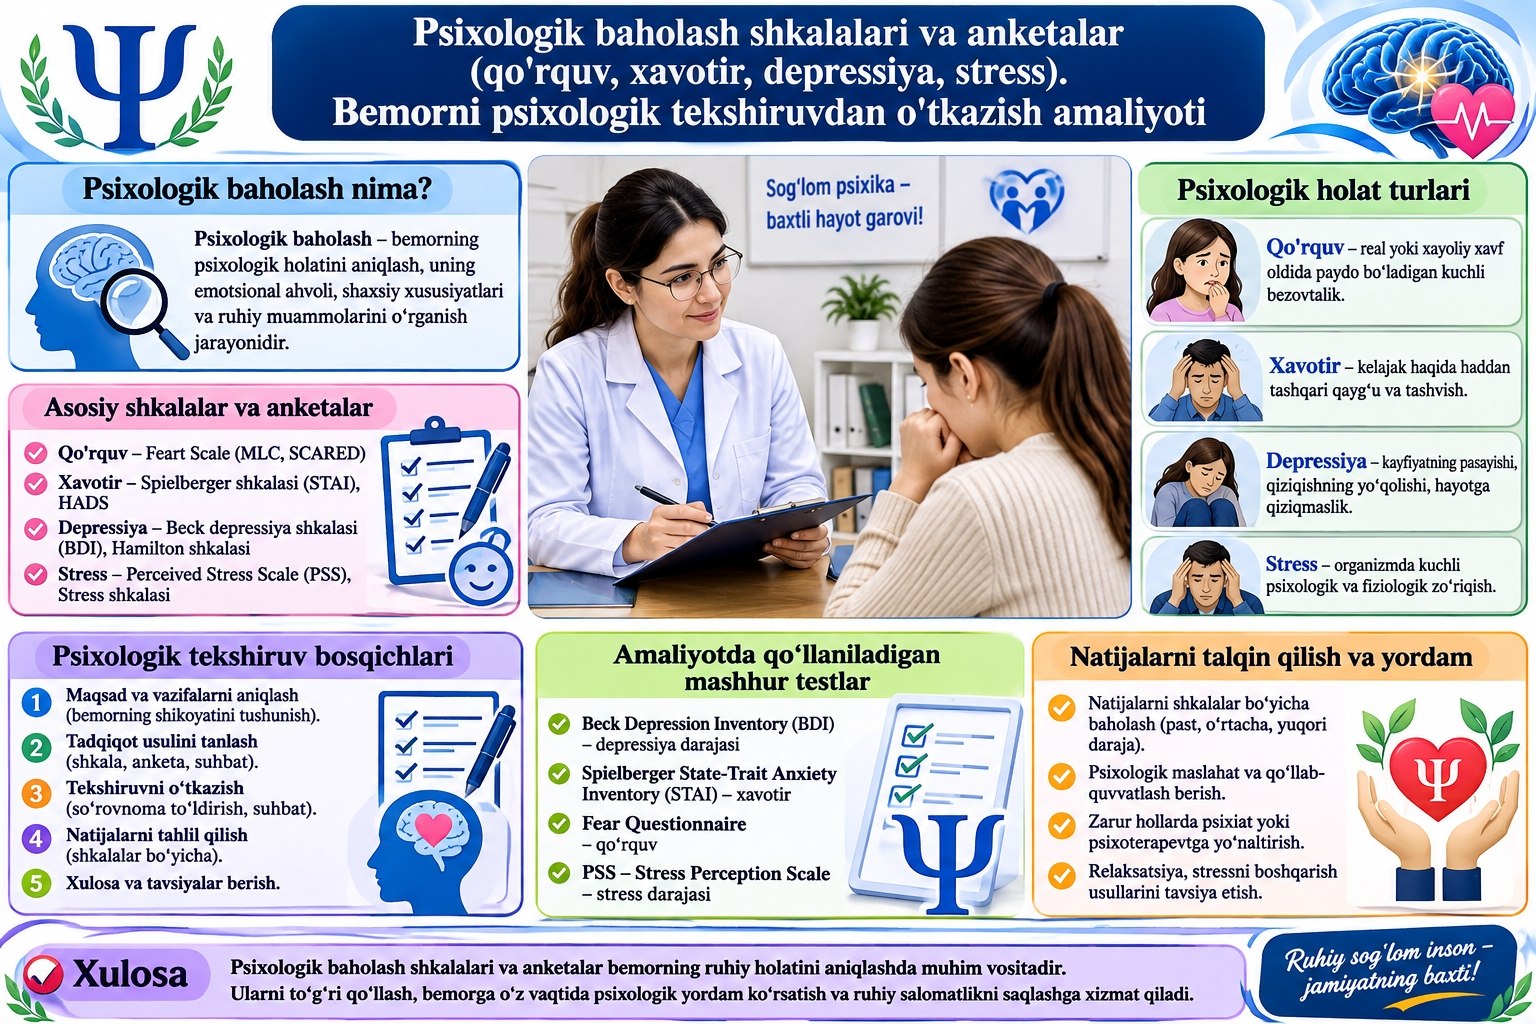 Psixologik baholash shkalalari va anketalar
(qo'rquv, xavotir, depressiya, stress).
Bemorni psixologik tekshiruvdan o'tkazish amaliyoti
Psixologik baholash nima?
Psixologik baholash – bemorning
psixologik holatini aniqlash, uning
emotsional ahvoli, shaxsiy xususiyatlari
va ruhiy muammolarini o‘rganish
jarayonidir.
Asosiy shkalalar va anketalar
Qo'rquv – Feart Scale (MLC, SCARED)
Xavotir – Spielberger shkalasi (STAI),
HADS
Depressiya – Beck depressiya shkalasi
(BDI), Hamilton shkalasi
Stress – Perceived Stress Scale (PSS),
Stress shkalasi
Sog‘lom psixika –
baxtli hayot garovi!
Psixologik holat turlari
Qo'rquv – real yoki xayoliy xavf
oldida paydo bo‘ladigan kuchli
bezovtalik.
Xavotir – kelajak haqida haddan
tashqari qayg‘u va tashvish.
Depressiya – kayfiyatning pasayishi,
qiziqishning yo‘qolishi, hayotga
qiziqmaslik.
Stress – organizmda kuchli
psixologik va fiziologik zo‘riqish.
Psixologik tekshiruv bosqichlari
1 Maqsad va vazifalarni aniqlash
(bemorning shikoyatini tushunish).
2 Tadqiqot usulini tanlash
(shkala, anketa, suhbat).
3 Tekshiruvni o‘tkazish
(so‘rovnoma to‘ldirish, suhbat).
4 Natijalarni tahlil qilish
(shkalalar bo‘yicha).
5 Xulosa va tavsiyalar berish.
Amaliyotda qo‘llaniladigan
mashhur testlar
Beck Depression Inventory (BDI)
– depressiya darajasi
Spielberger State-Trait Anxiety
Inventory (STAI) – xavotir
Fear Questionnaire
– qo‘rquv
PSS – Stress Perception Scale
– stress darajasi
Natijalarni talqin qilish va yordam
Natijalarni shkalalar bo‘yicha
baholash (past, o‘rtacha, yuqori
daraja).
Psixologik maslahat va qo‘llab-
quvvatlash berish.
Zarur hollarda psixiat yoki
psixoterapevtga yo‘naltirish.
Relaksatsiya, stressni boshqarish
usullarini tavsiya etish.
Xulosa
Psixologik baholash shkalalari va anketalar bemorning ruhiy holatini aniqlashda muhim vositadir.
Ularni to‘g‘ri qo‘llash, bemorga o‘z vaqtida psixologik yordam ko‘rsatish va ruhiy salomatlikni saqlashga xizmat qiladi.
Ruhiy sog‘lom inson –
jamiyatning baxti!